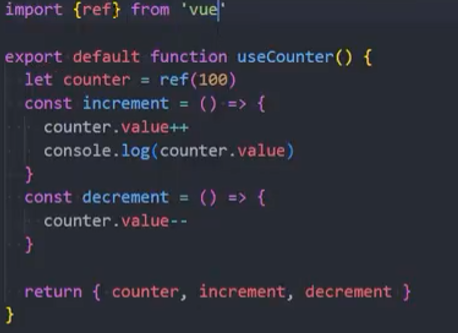 import {ref} from 'vue'
export default function useCounter() {
let counter = ref(100)
const increment = () => {
counter.value++
console.log(counter.value)
}
const decrement = () => {
counter.value--
}
return { counter, increment, decrement }
}